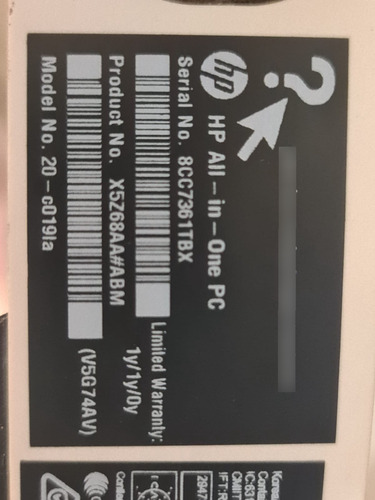 ?
hp HP All-in-One PC
Serial No. 8CC7361TBX
Limited Warranty:
1y/1y/0y
Product No. X5Z68AA#ABM
(V5G74AV)
Model No. 20-c019la